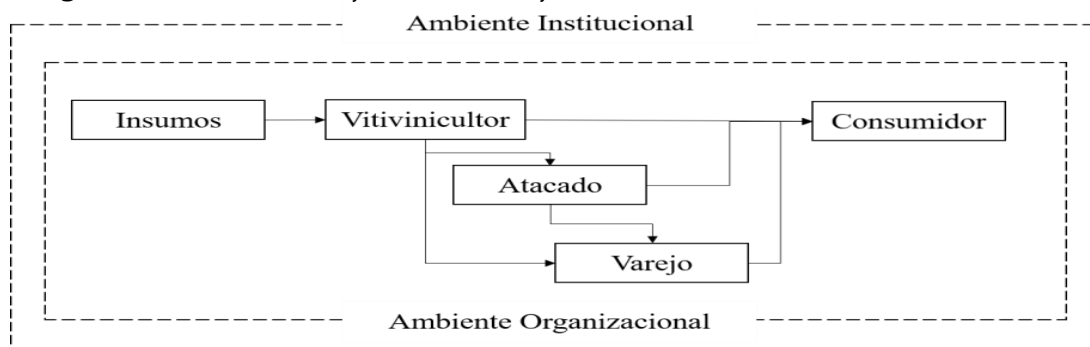 Ambiente Institucional
Insumos
Vitivinicultor
Consumidor
Atacado
Varejo
Ambiente Organizacional